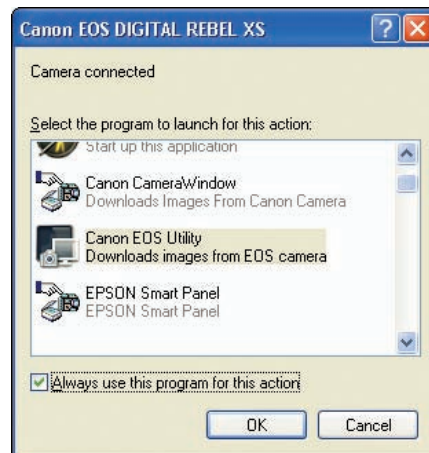 Canon EOS DIGITAL REBEL XS
Camera connected
Select the program to launch for this action:
Start up this application
Canon CameraWindow
Downloads Images From Canon Camera
Canon EOS Utility
Downloads images from EOS camera
EPSON Smart Panel
EPSON Smart Panel
Always use this program for this action
OK Cancel